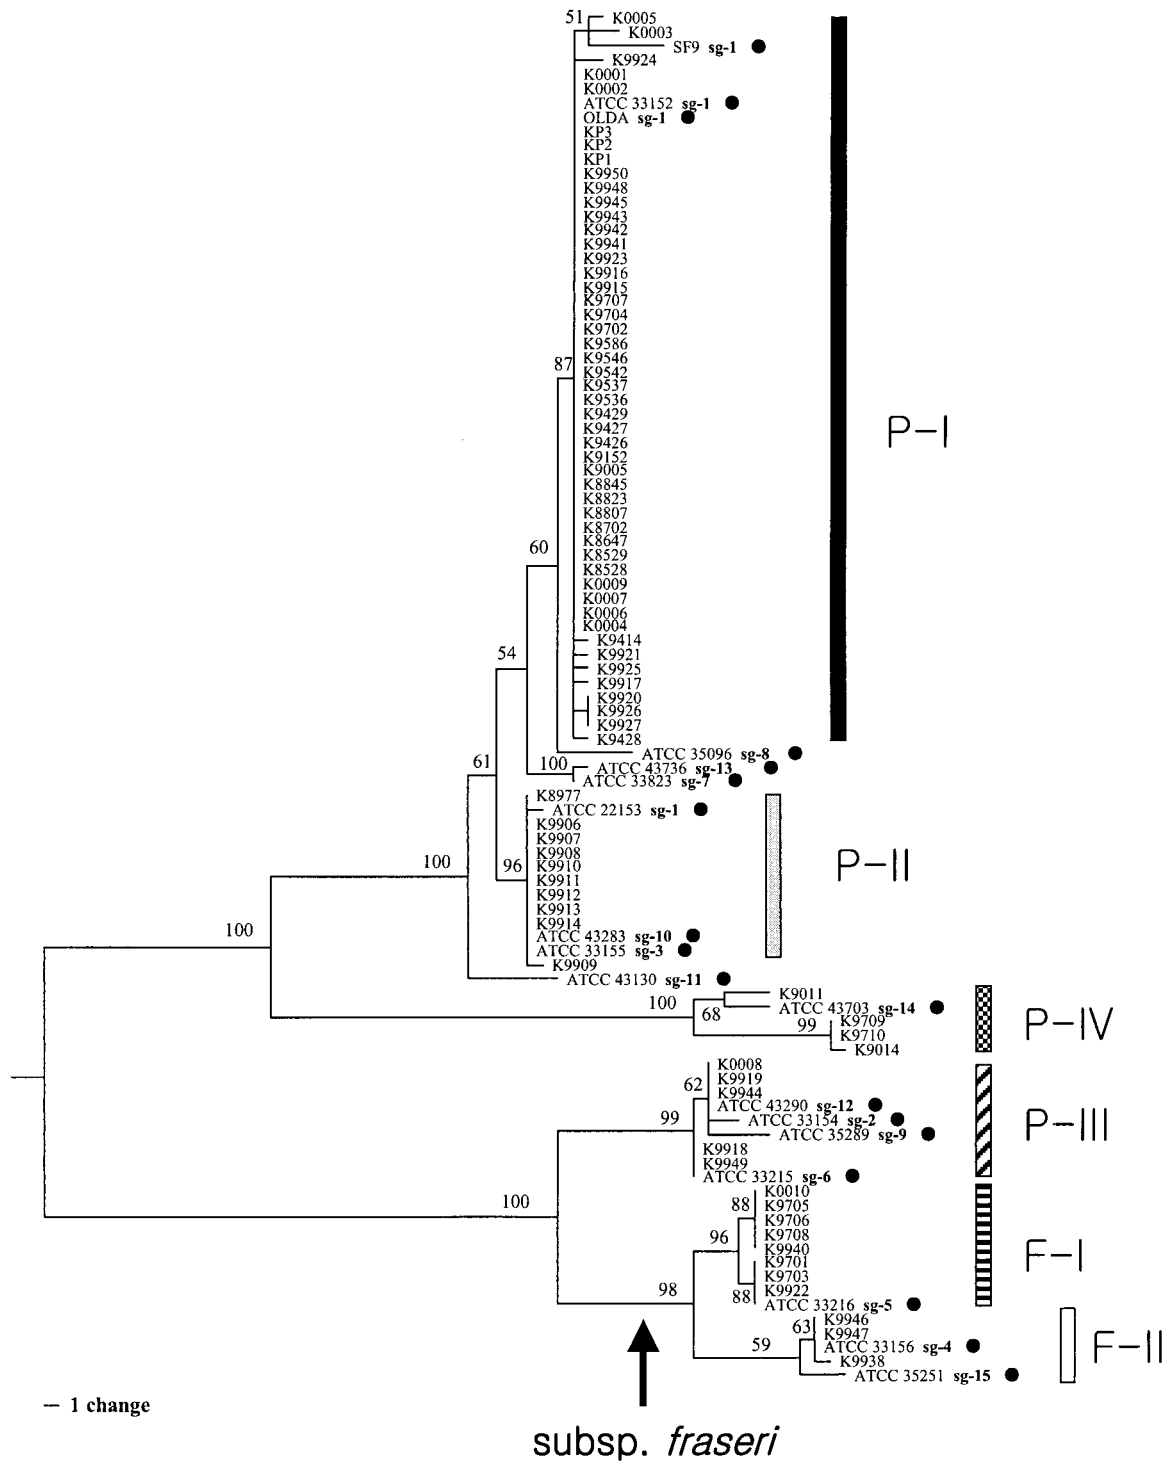 51
K0005
K0003
SF9 sg-1
K9924
K0001
K0002
ATCC 33152 sg-1
OLDA sg-1
KP3
KP2
KP1
K9950
K9948
K9945
K9943
K9942
K9941
K9923
K9916
K9915
K9707
K9704
K9702
K9586
K9546
87
K9542
K9537
K9536
K9429
K9427
P-I
K9426
K9152
K9005
K8845
K8823
K8807
K8702
K8647
60
K8529
K8528
K0009
K0007
K0006
K0004
K9414
54
K9921
K9925
K9917
K9920
K9926
K9927
K9428
ATCC 35096 sg-8
61
100
ATCC 43736 sg-13
ATCC 33823 sg-7
K8977
ATCC 22153 sg-1
K9906
K9907
K9908
100
96
K9910
P-II
K9911
K9912
K9913
K9914
100
ATCC 43283 sg-10
ATCC 33155 sg-3
K9909
ATCC 43130 sg-11
K9011
100
ATCC 43703 sg-14
68
K9709
99
P-IV
K9710
K9014
K0008
K9919
62
K9944
ATCC 43290 sg-12
99
ATCC 33154 sg-2
P-III
ATCC 35289 sg-9
K9918
K9949
ATCC 33215 sg-6
K0010
100
88
K9705
K9706
96
K9708
K9940
F-I
K9701
K9703
98
K9922
88
ATCC 33216 sg-5
K9946
63
K9947
59
ATCC 33156 sg-4
F-II
K9938
ATCC 35251 sg-15
1 change
subsp. fraseri